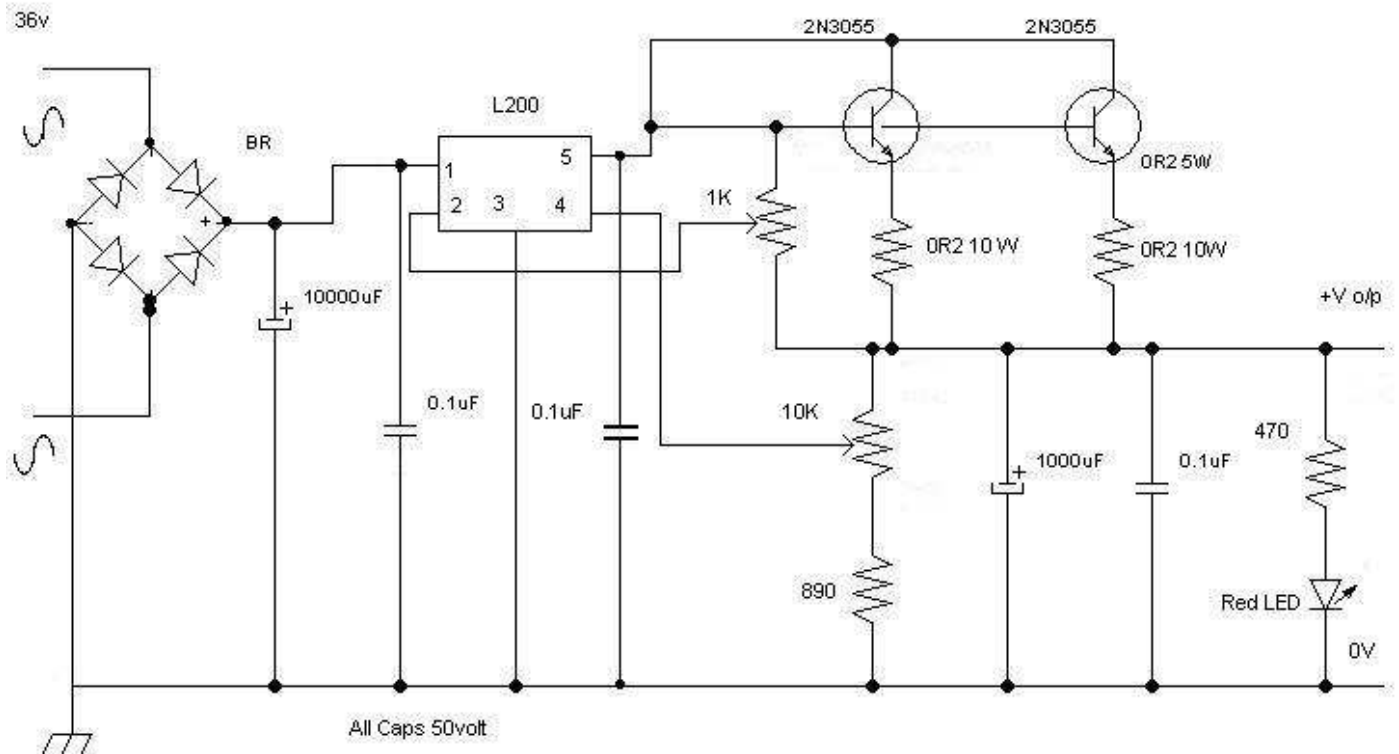 36v
2N3055
2N3055
L200
BR
1
5
2
3
4
1K
0R2 5W
0R2 10 W
0R2 10W
+
10000uF
+
+V o/p
0.1uF
0.1uF
10K
+
1000uF
0.1uF
470
890
Red LED
0V
All Caps 50volt